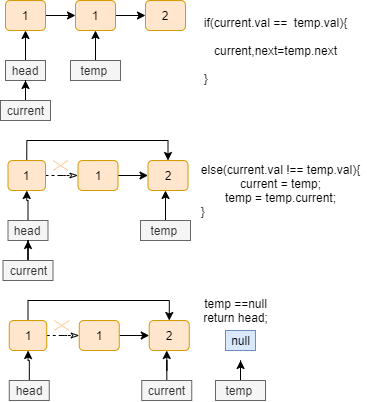 1 1 2
if(current.val == temp.val){
current,next=temp.next
}
head temp
current
1 1 2
else(current.val !== temp.val){
current = temp;
temp = temp.current;
}
head temp
current
temp ==null
return head;
1 1 2
null
head current temp